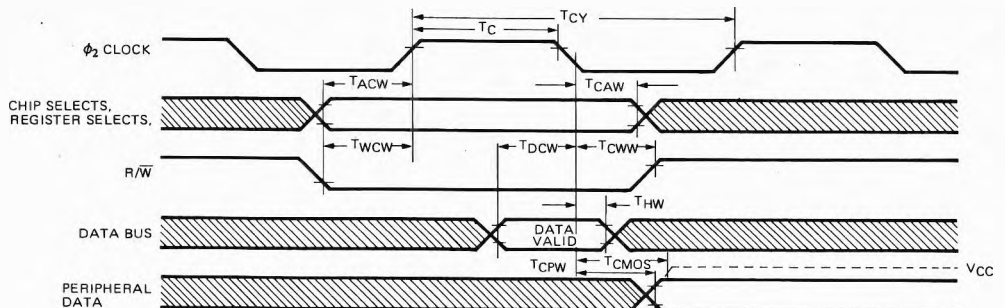 TCY
TC
ϕ2 CLOCK
TACW
TCAW
CHIP SELECTS,
REGISTER SELECTS,
TWCW
TDCW
TCWW
R/W̅
THW
DATA BUS
DATA
VALID
TCPW
TCMOS
VCC
PERIPHERAL
DATA